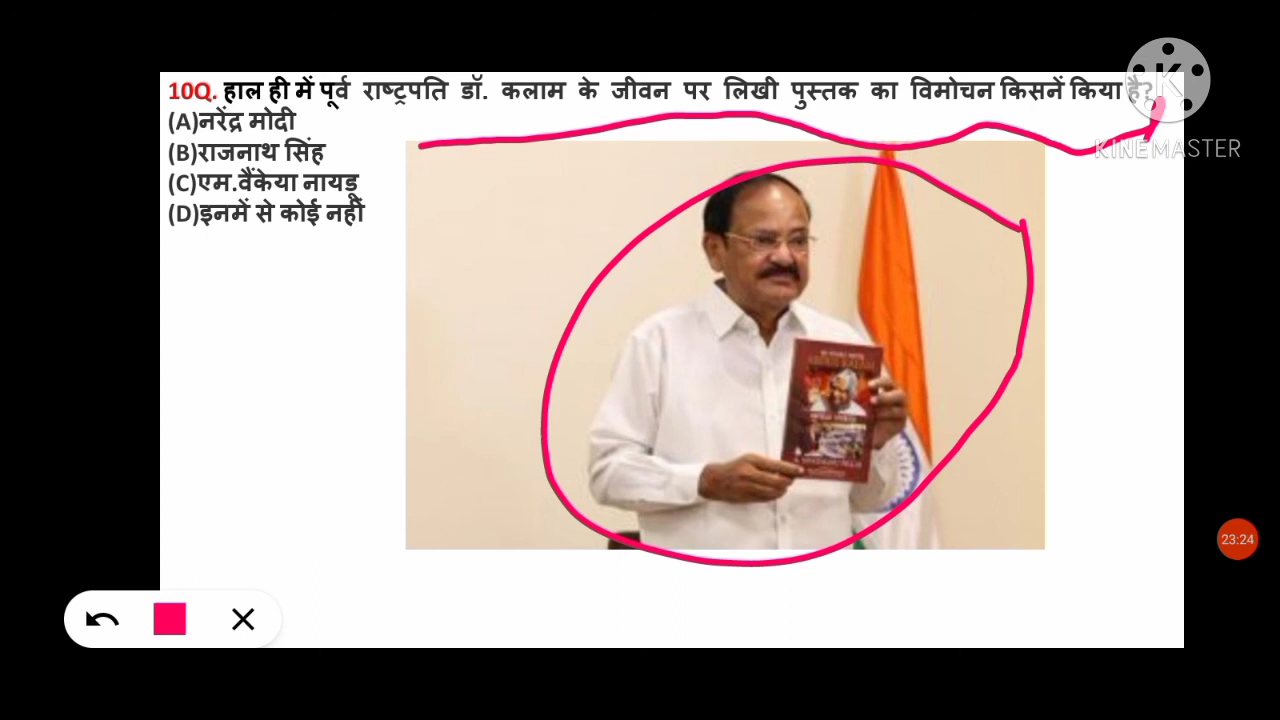 10Q. हाल ही में पूर्व राष्ट्रपति डॉ. कलाम के जीवन पर लिखी पुस्तक का विमोचन किसनें किया है?
(A)नरेंद्र मोदी
(B)राजनाथ सिंह
(C)एम.वैंकेया नायडू
(D)इनमें से कोई नहीं
KINEMASTER
23:24